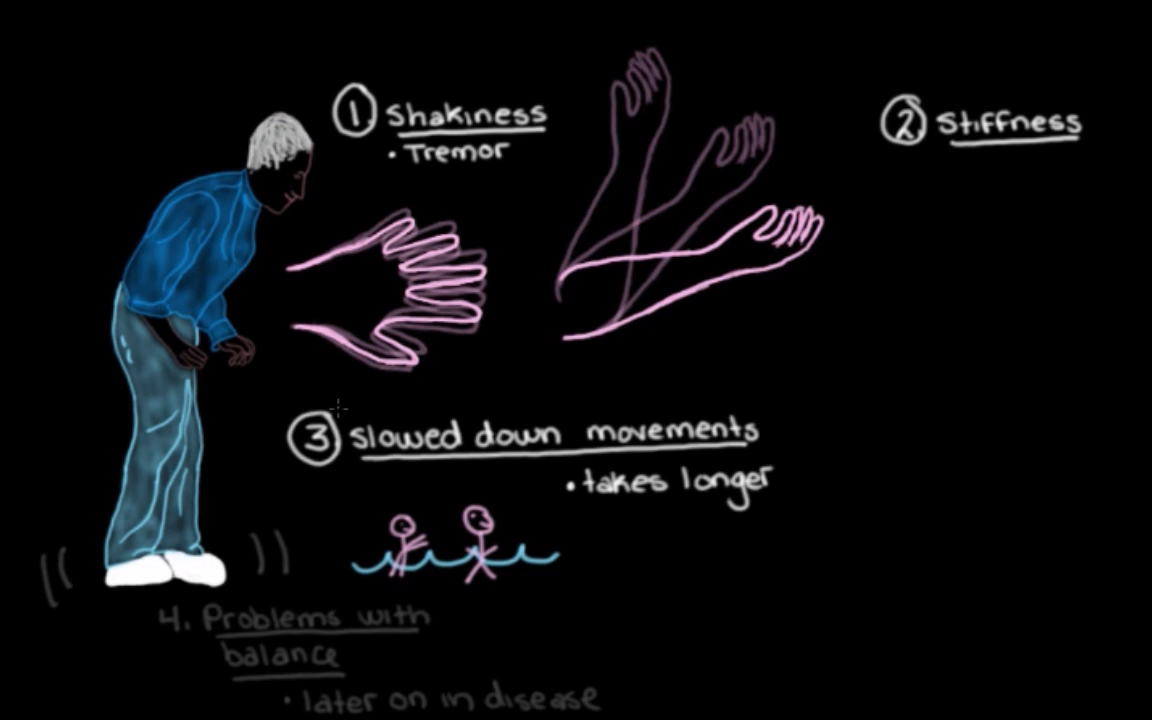 1 Shakiness
• Tremor
2 Stiffness
3 Slowed down movements
• takes longer
4. Problems with
balance
• later on in disease